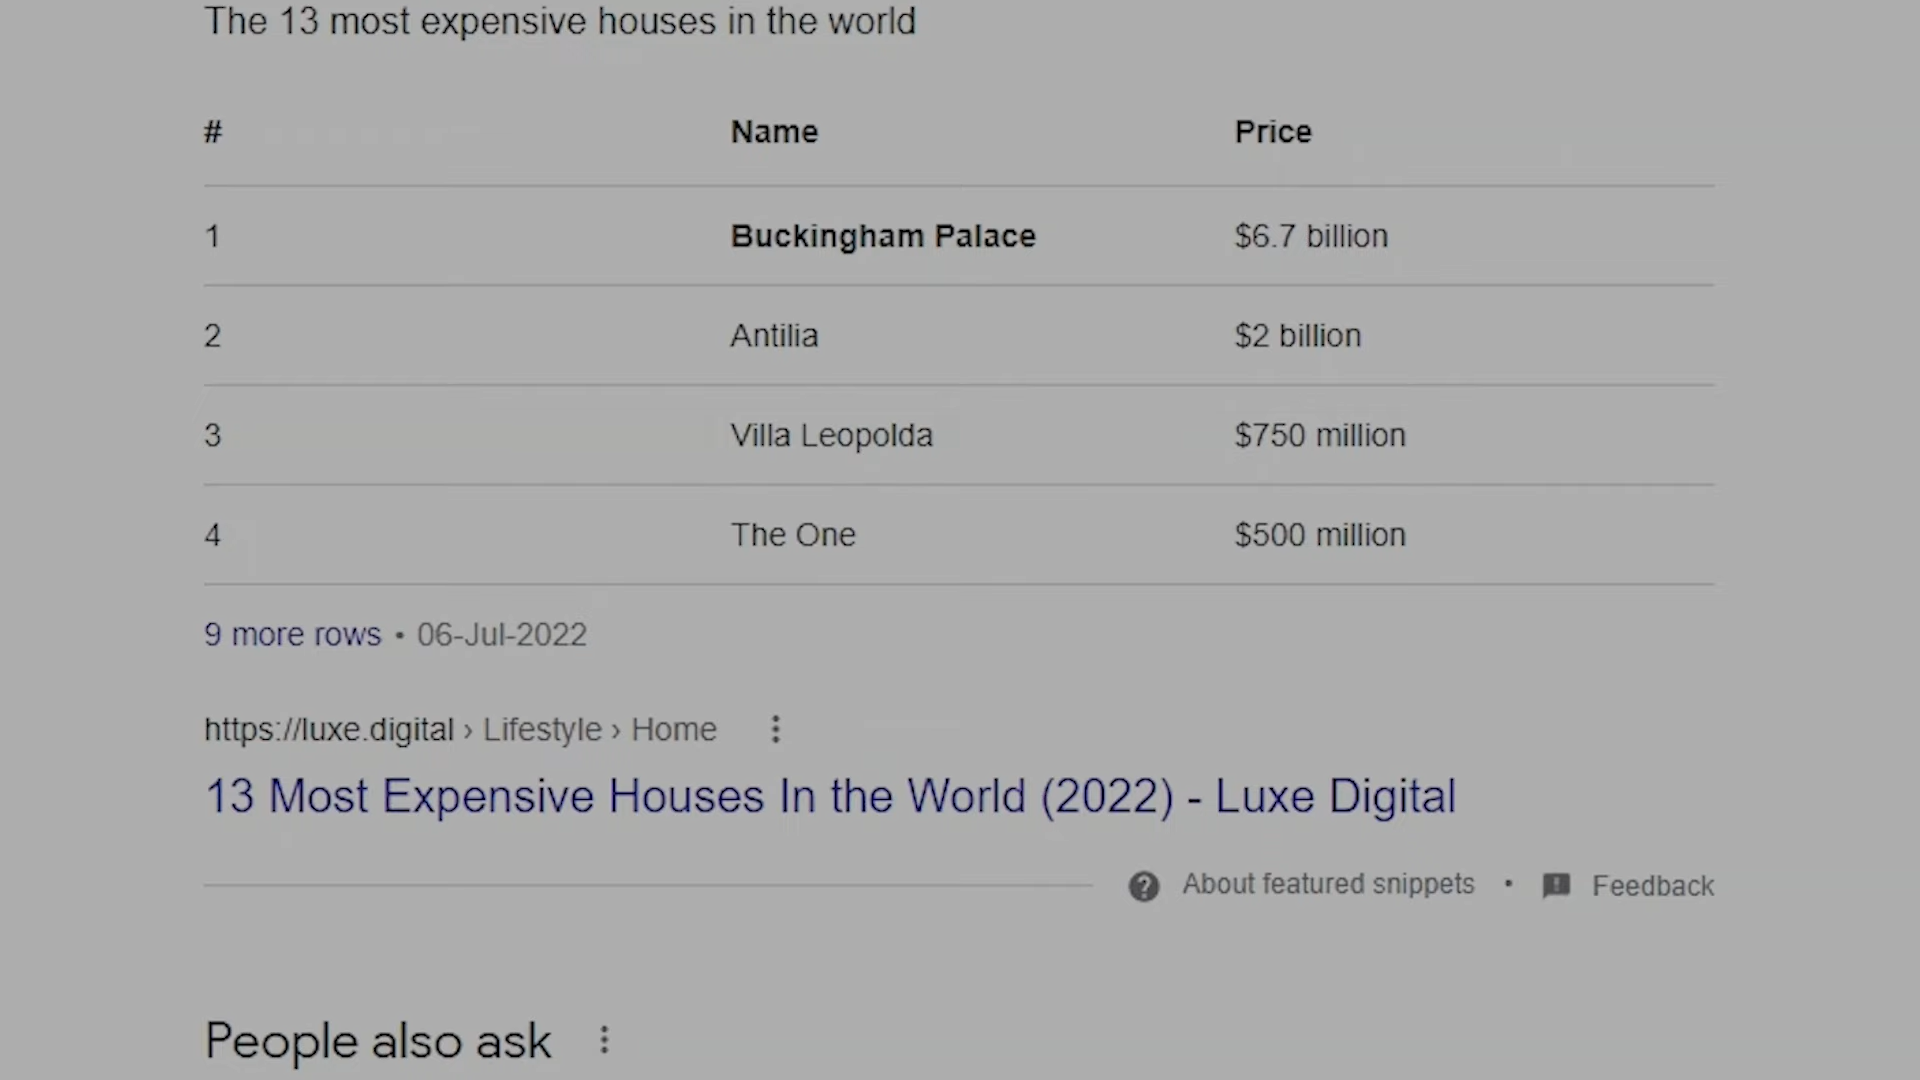 The 13 most expensive houses in the world
# Name Price
1 Buckingham Palace $6.7 billion
2 Antilia $2 billion
3 Villa Leopolda $750 million
4 The One $500 million
9 more rows • 06-Jul-2022
https://luxe.digital › Lifestyle › Home
13 Most Expensive Houses In the World (2022) - Luxe Digital
About featured snippets • Feedback
People also ask